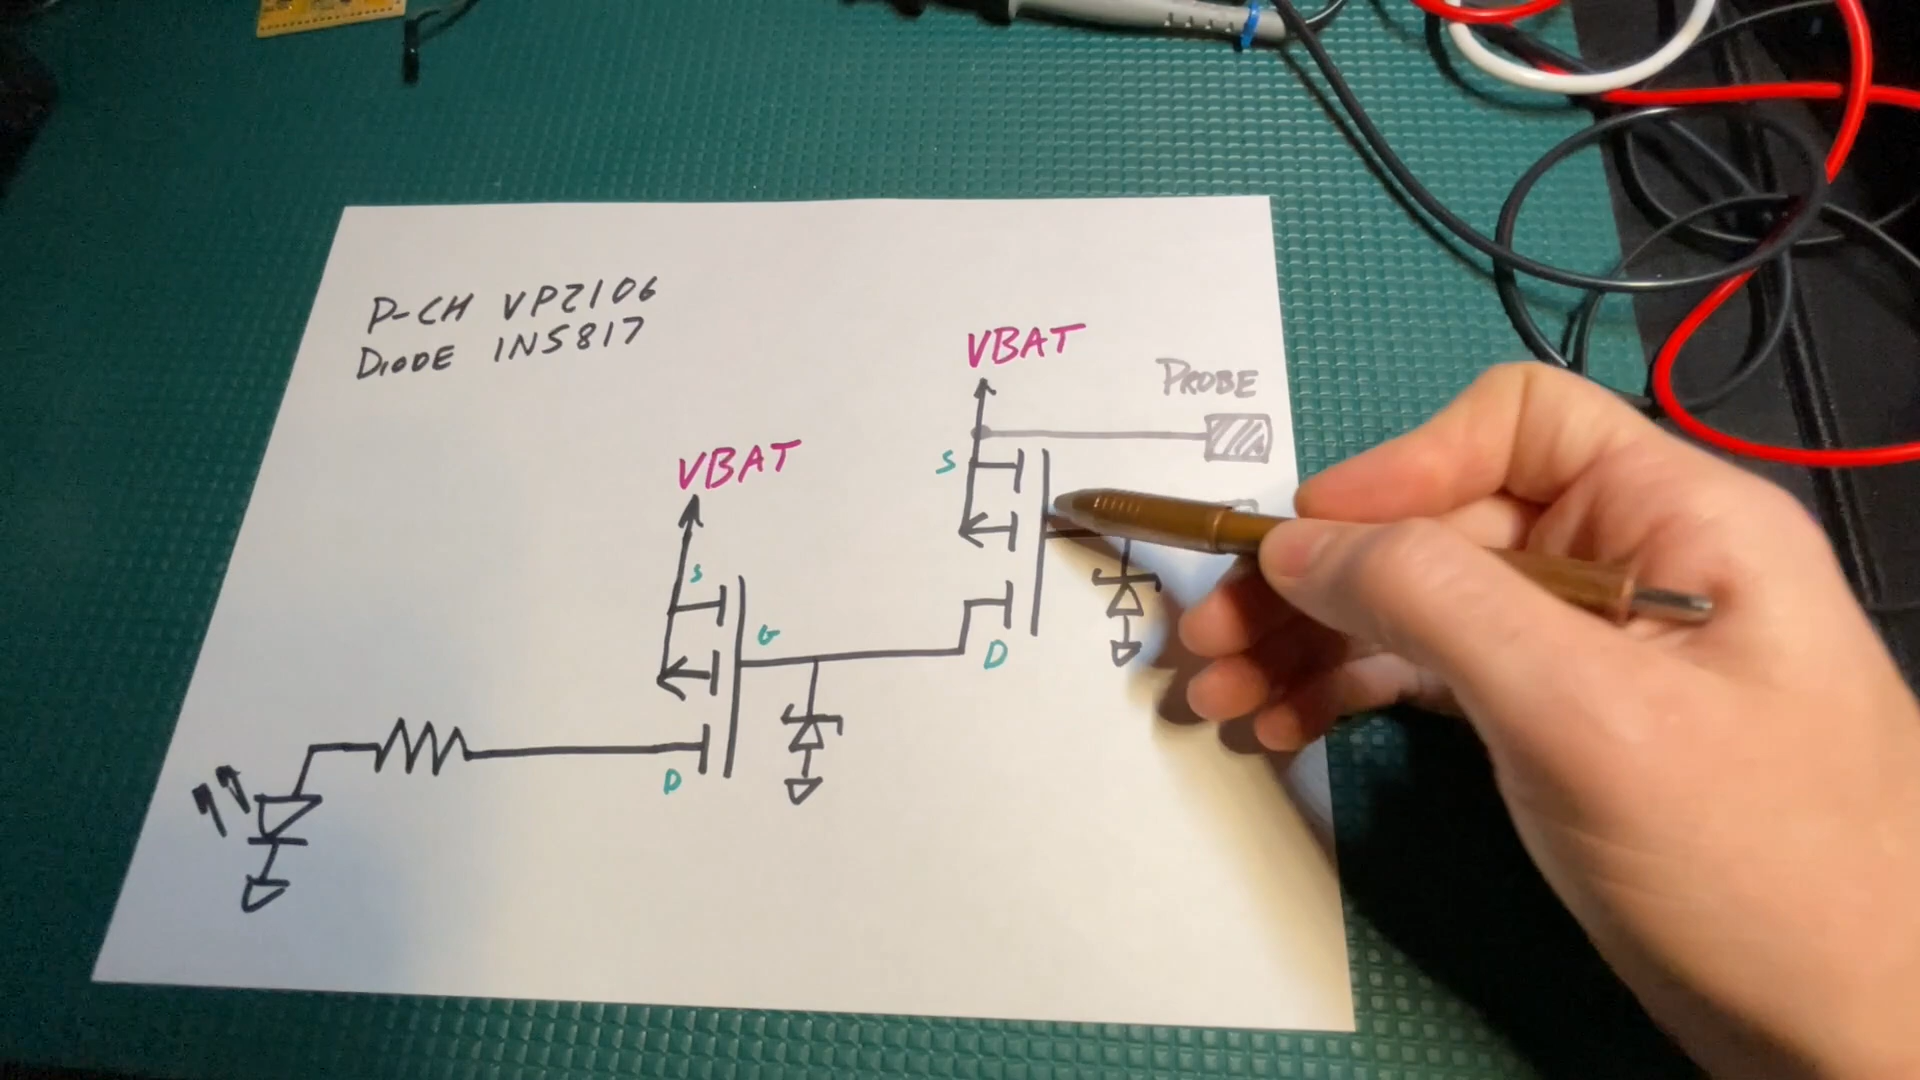 P-CH VP2106
DIODE 1N5817
VBAT
PROBE
S
VBAT
S
G
D
D